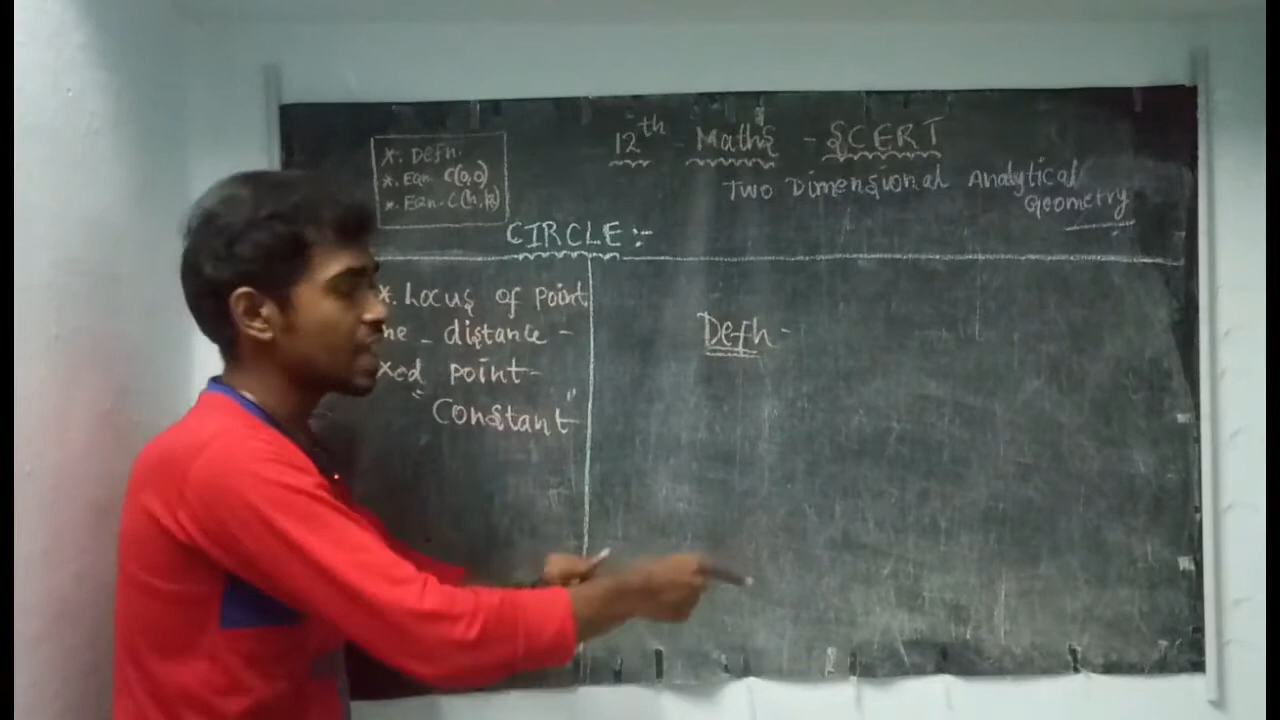 12th - Maths - SCERT
Two Dimensional Analytical
Geometry
*. Defn.
*. Eqn. C(0,0)
*. Eqn. C(h,k)
CIRCLE:-
*. Locus of point
distance -
point-
"Constant"
Defn -